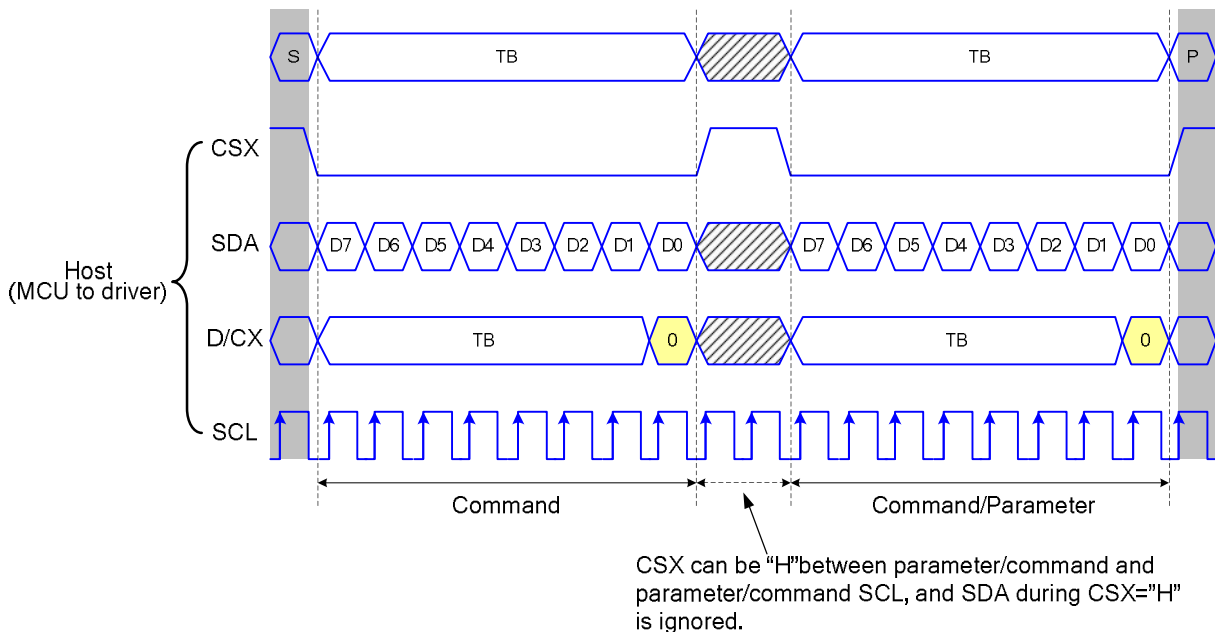 S TB TB P
CSX
SDA D7 D6 D5 D4 D3 D2 D1 D0 D7 D6 D5 D4 D3 D2 D1 D0
Host
(MCU to driver)
D/CX TB 0 TB 0
SCL
Command Command/Parameter
CSX can be “H”between parameter/command and
parameter/command SCL, and SDA during CSX=”H”
is ignored.